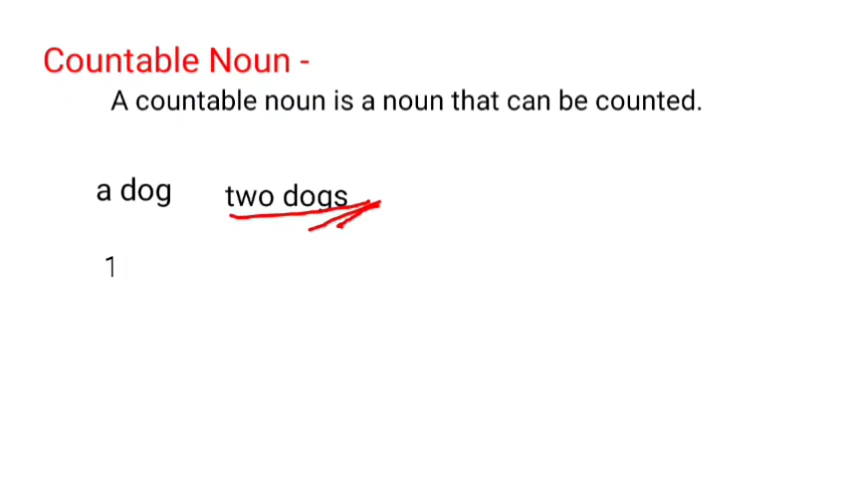 Countable Noun -
A countable noun is a noun that can be counted.
a dog two dogs
1